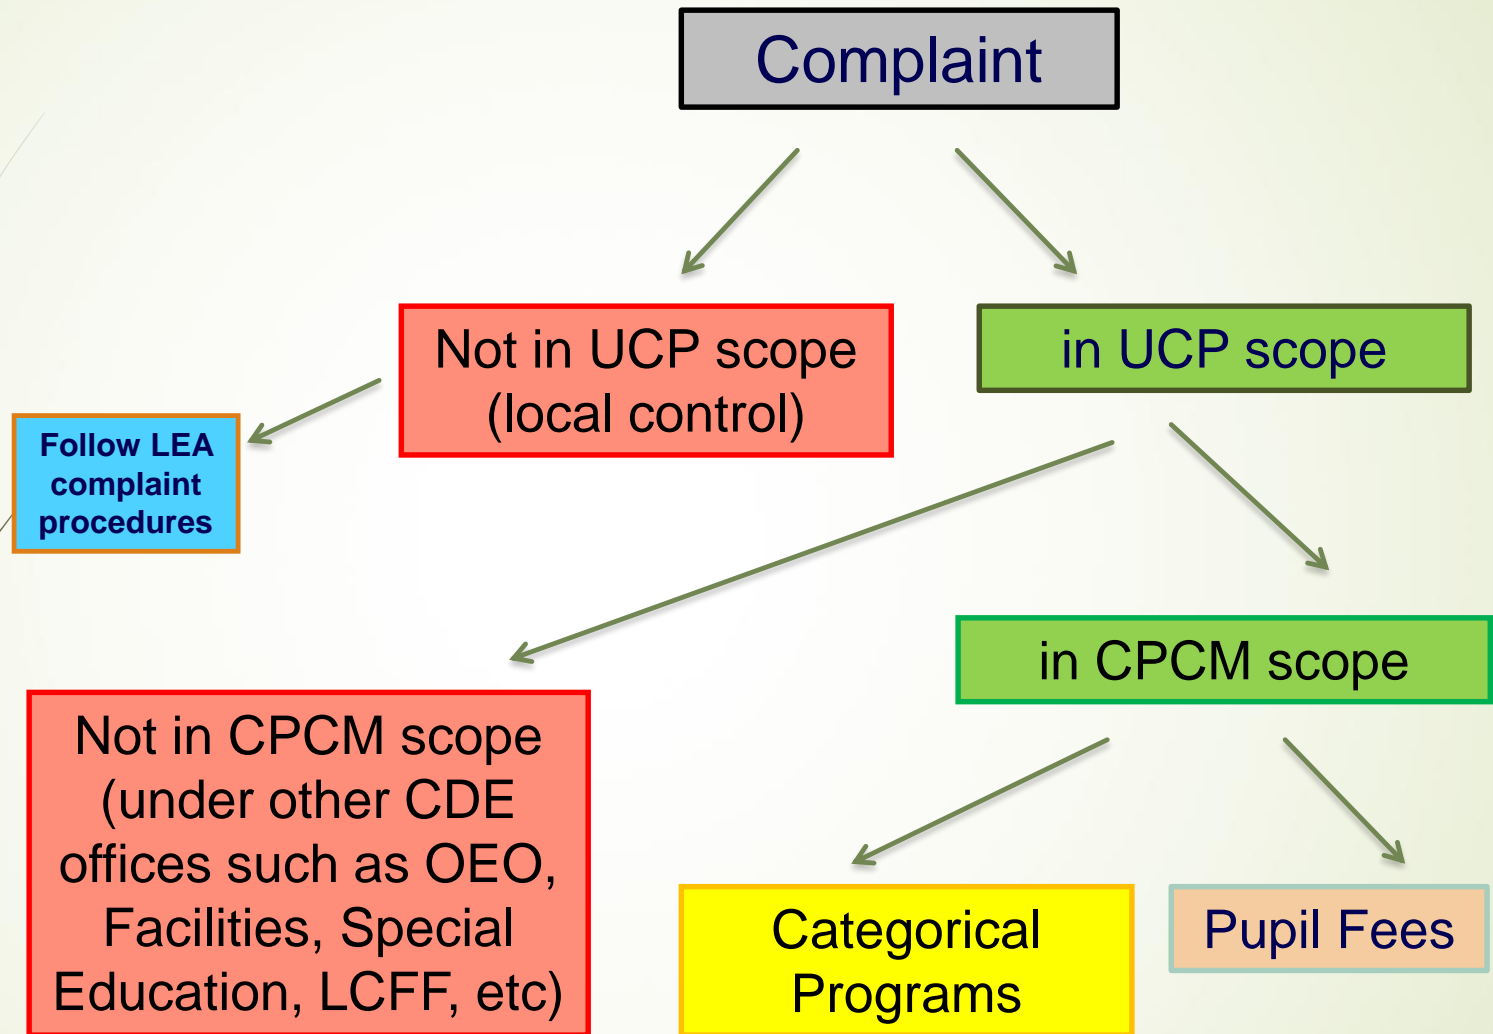 Complaint
Not in UCP scope
(local control)
in UCP scope
Follow LEA
complaint
procedures
in CPCM scope
Not in CPCM scope
(under other CDE
offices such as OEO,
Facilities, Special
Education, LCFF, etc)
Categorical
Programs
Pupil Fees